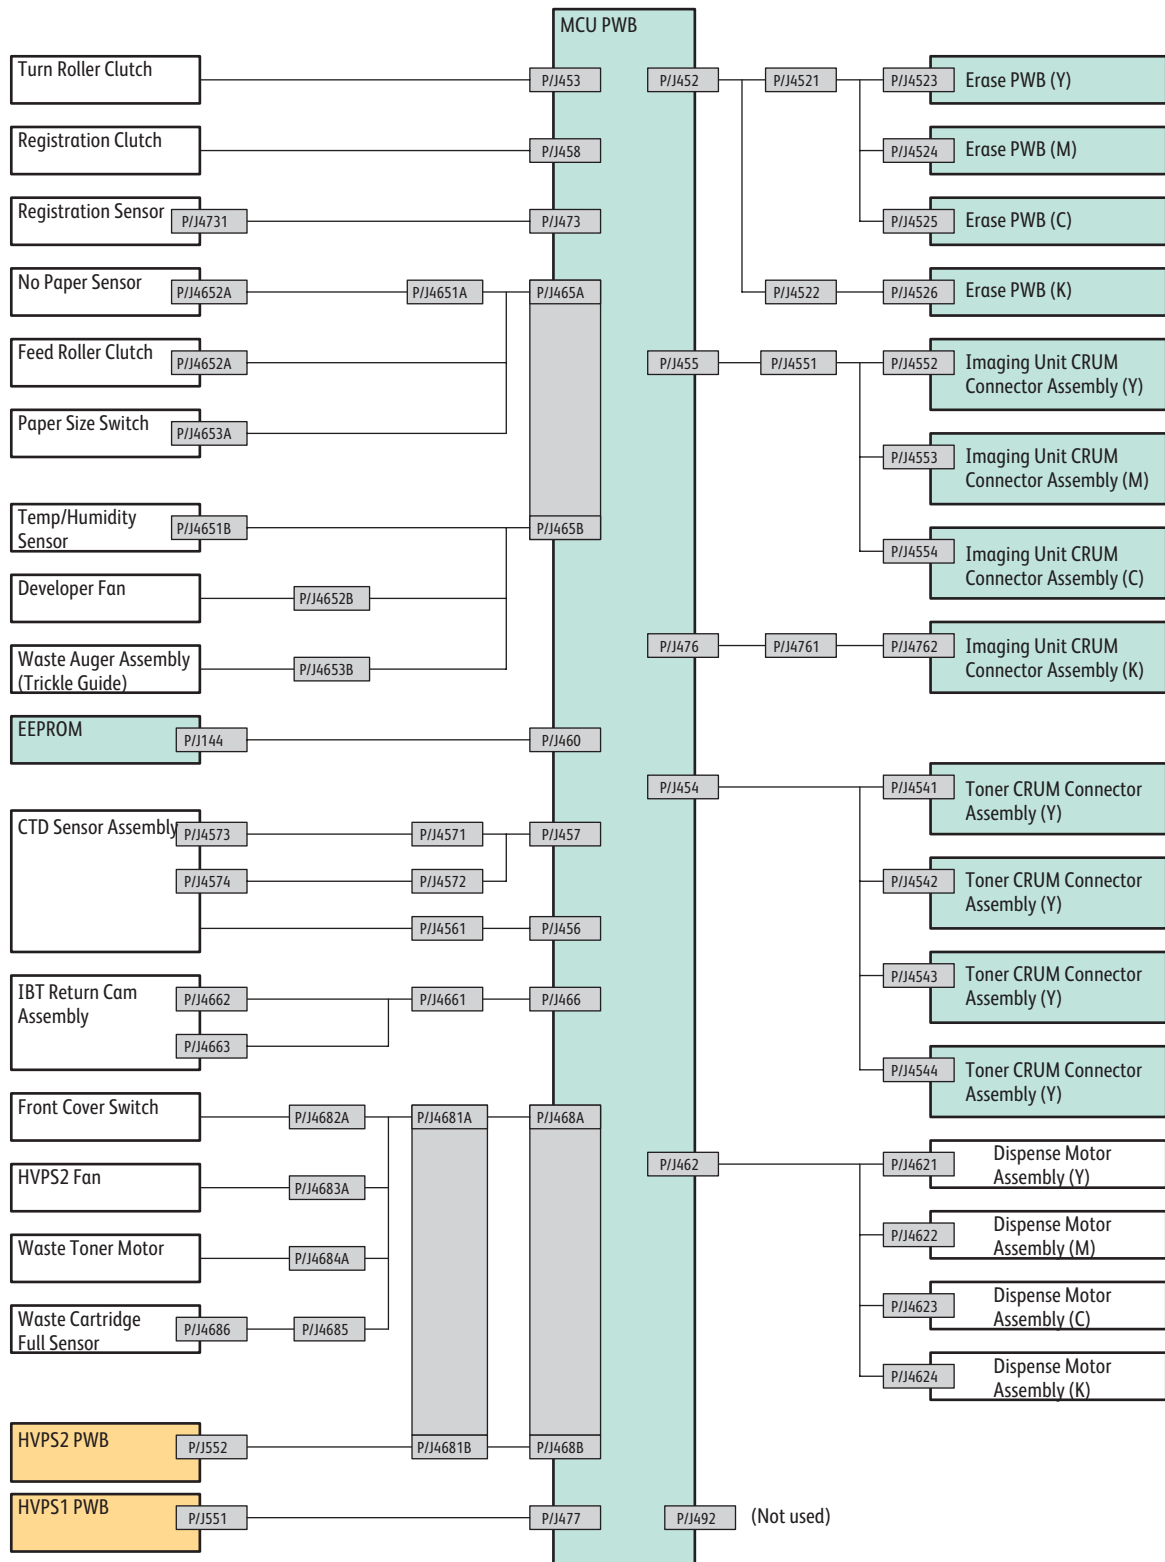 MCU PWB
Turn Roller Clutch
P/J453
P/J452
P/J4521
P/J4523
Erase PWB (Y)
Registration Clutch
P/J458
P/J4524
Erase PWB (M)
Registration Sensor
P/J4731
P/J473
P/J4525
Erase PWB (C)
No Paper Sensor
P/J4652A
P/J4651A
P/J465A
P/J4522
P/J4526
Erase PWB (K)
Feed Roller Clutch
P/J4652A
P/J455
P/J4551
P/J4552
Imaging Unit CRUM
Connector Assembly (Y)
Paper Size Switch
P/J4653A
P/J4553
Imaging Unit CRUM
Connector Assembly (M)
Temp/Humidity
Sensor
P/J4651B
P/J465B
P/J4554
Imaging Unit CRUM
Connector Assembly (C)
Developer Fan
P/J4652B
Waste Auger Assembly
(Trickle Guide)
P/J4653B
P/J476
P/J4761
P/J4762
Imaging Unit CRUM
Connector Assembly (K)
EEPROM
P/J144
P/J460
P/J454
P/J4541
Toner CRUM Connector
Assembly (Y)
CTD Sensor Assembly
P/J4573
P/J4571
P/J457
P/J4574
P/J4572
P/J4542
Toner CRUM Connector
Assembly (Y)
P/J4561
P/J456
P/J4543
Toner CRUM Connector
Assembly (Y)
IBT Return Cam
Assembly
P/J4662
P/J4661
P/J466
P/J4663
P/J4544
Toner CRUM Connector
Assembly (Y)
Front Cover Switch
P/J4682A
P/J4681A
P/J468A
P/J462
P/J4621
Dispense Motor
Assembly (Y)
HVPS2 Fan
P/J4683A
P/J4622
Dispense Motor
Assembly (M)
Waste Toner Motor
P/J4684A
P/J4623
Dispense Motor
Assembly (C)
Waste Cartridge
Full Sensor
P/J4686
P/J4685
P/J4624
Dispense Motor
Assembly (K)
HVPS2 PWB
P/J552
P/J4681B
P/J468B
HVPS1 PWB
P/J551
P/J477
P/J492
(Not used)